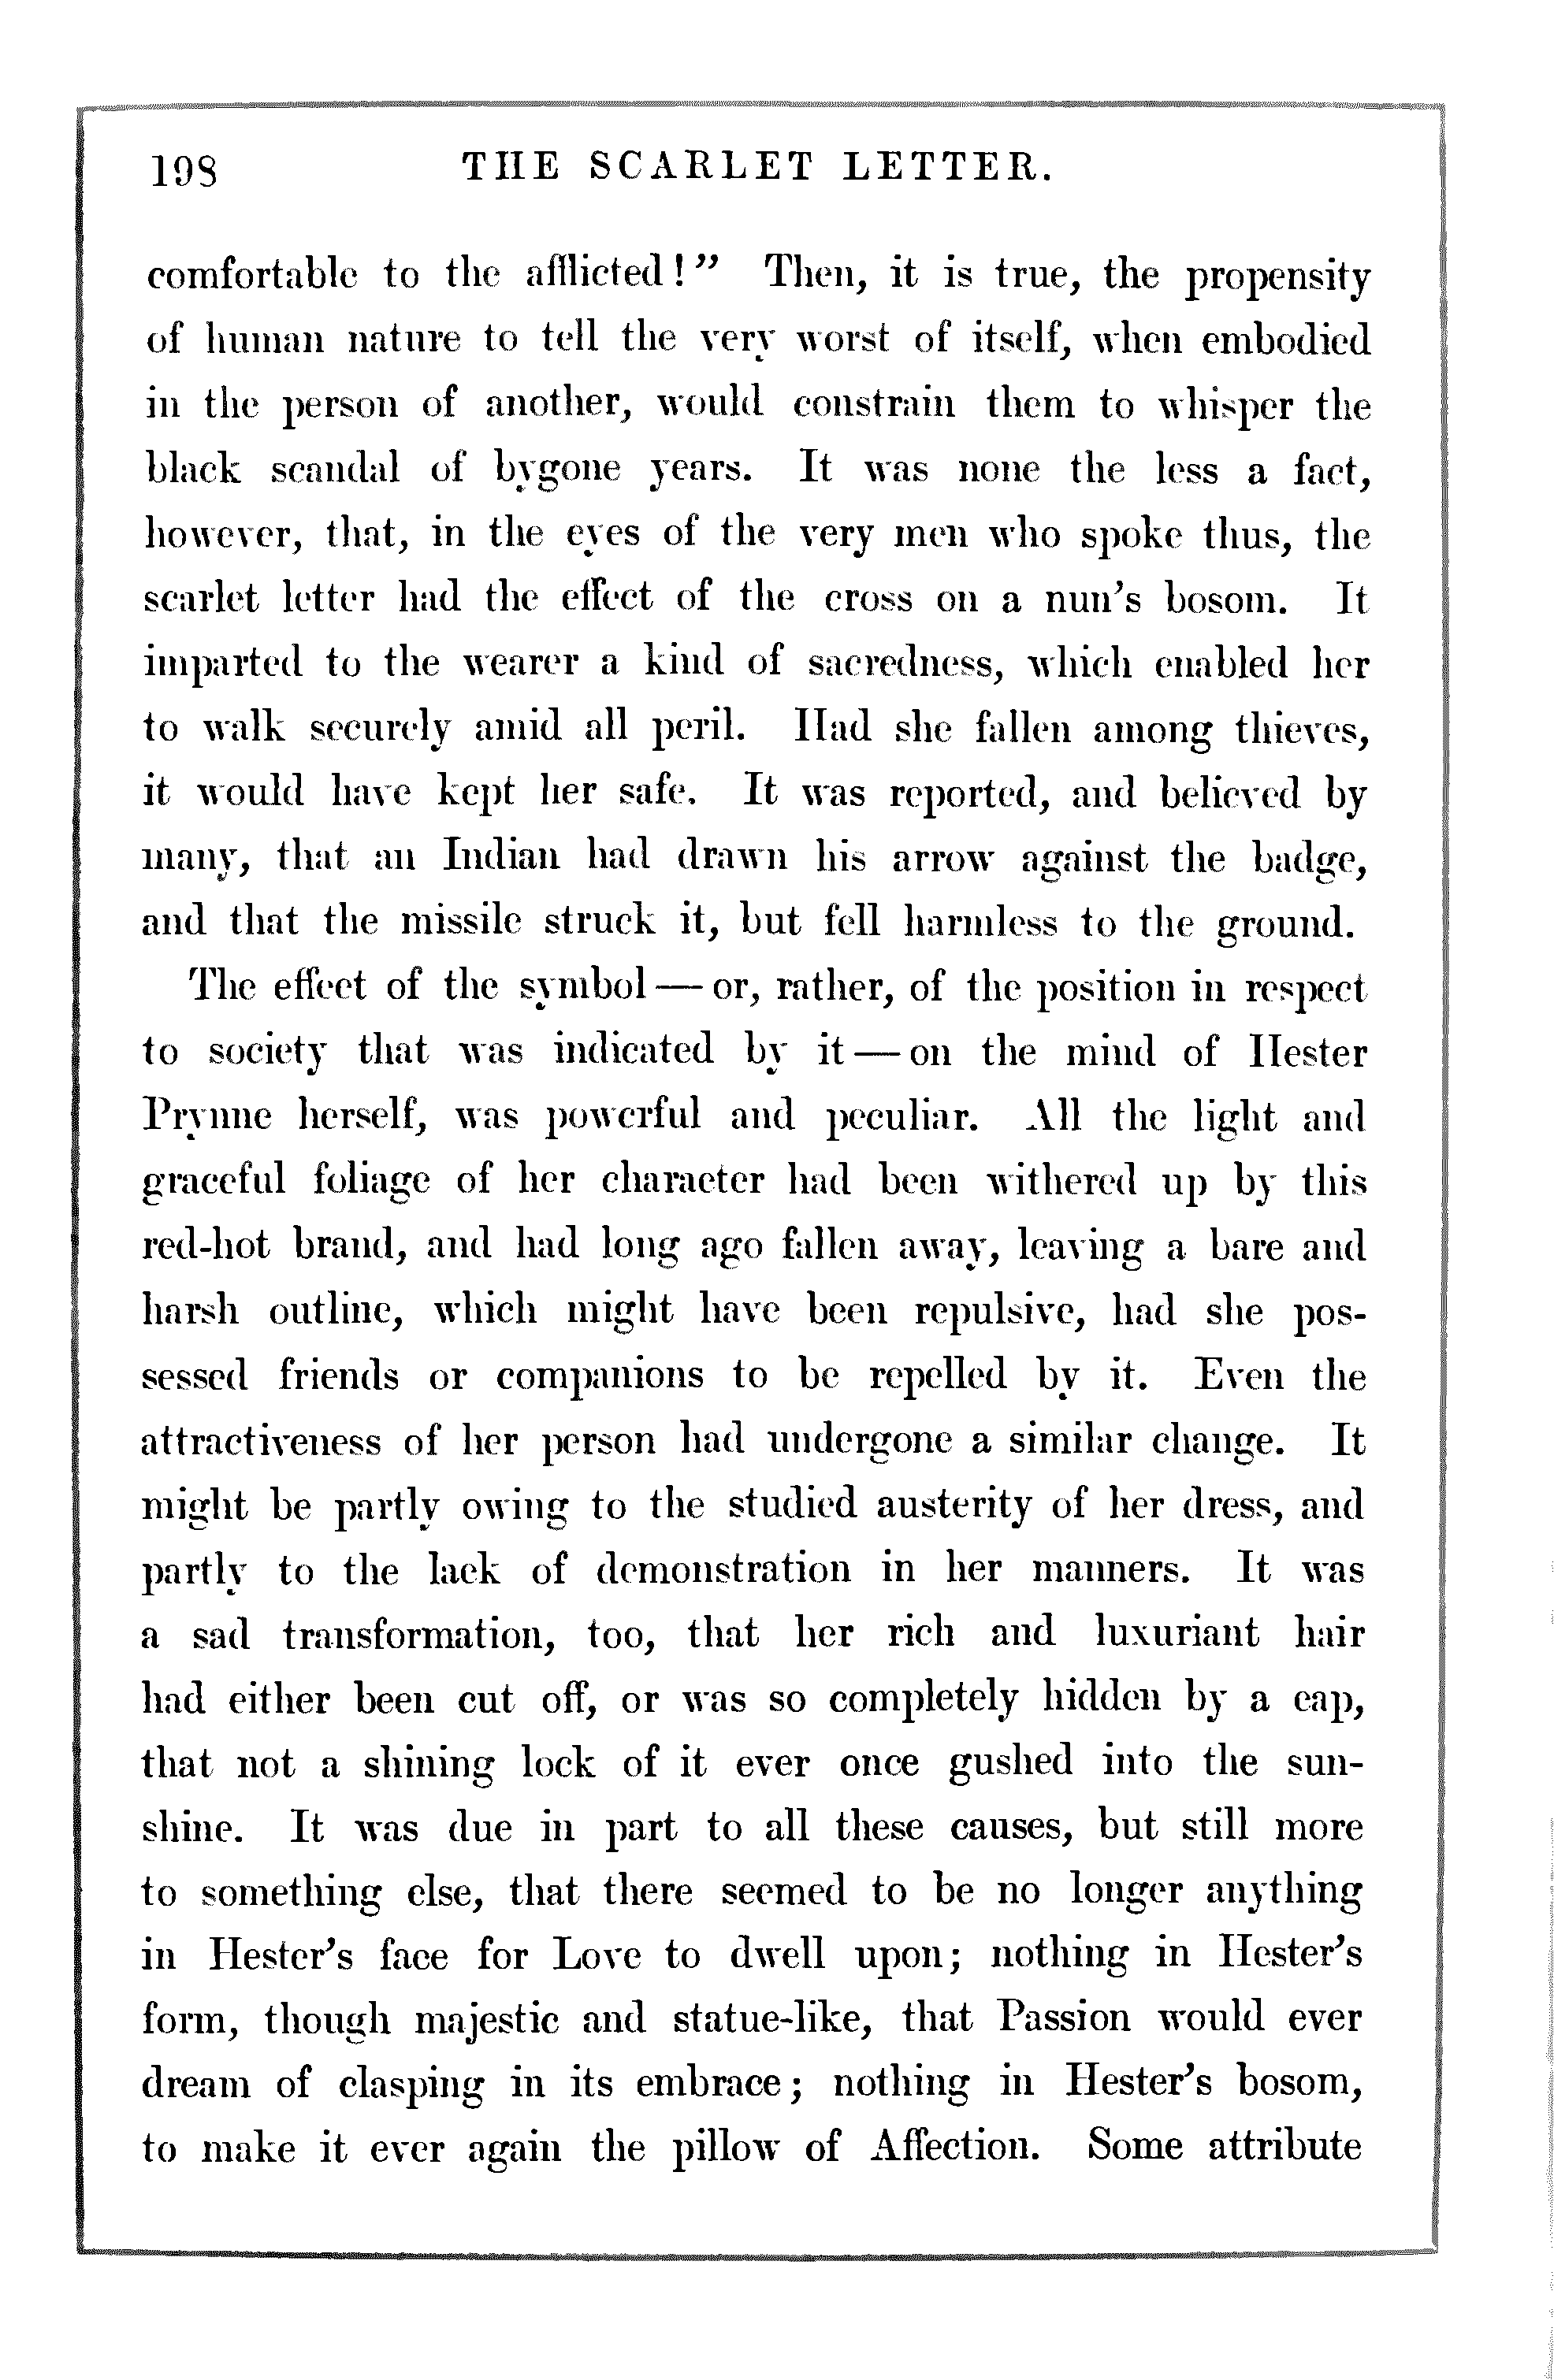 198 THE SCARLET LETTER.
comfortable to the afflicted!" Then, it is true, the propensity
of human nature to tell the very worst of itself, when embodied
in the person of another, would constrain them to whisper the
black scandal of bygone years. It was none the less a fact,
however, that, in the eyes of the very men who spoke thus, the
scarlet letter had the effect of the cross on a nun's bosom. It
imparted to the wearer a kind of sacredness, which enabled her
to walk securely amid all peril. Had she fallen among thieves,
it would have kept her safe. It was reported, and believed by
many, that an Indian had drawn his arrow against the badge,
and that the missile struck it, but fell harmless to the ground.
The effect of the symbol — or, rather, of the position in respect
to society that was indicated by it — on the mind of Hester
Prynne herself, was powerful and peculiar. All the light and
graceful foliage of her character had been withered up by this
red-hot brand, and had long ago fallen away, leaving a bare and
harsh outline, which might have been repulsive, had she pos-
sessed friends or companions to be repelled by it. Even the
attractiveness of her person had undergone a similar change. It
might be partly owing to the studied austerity of her dress, and
partly to the lack of demonstration in her manners. It was
a sad transformation, too, that her rich and luxuriant hair
had either been cut off, or was so completely hidden by a cap,
that not a shining lock of it ever once gushed into the sun-
shine. It was due in part to all these causes, but still more
to something else, that there seemed to be no longer anything
in Hester's face for Love to dwell upon; nothing in Hester's
form, though majestic and statue-like, that Passion would ever
dream of clasping in its embrace; nothing in Hester's bosom,
to make it ever again the pillow of Affection. Some attribute